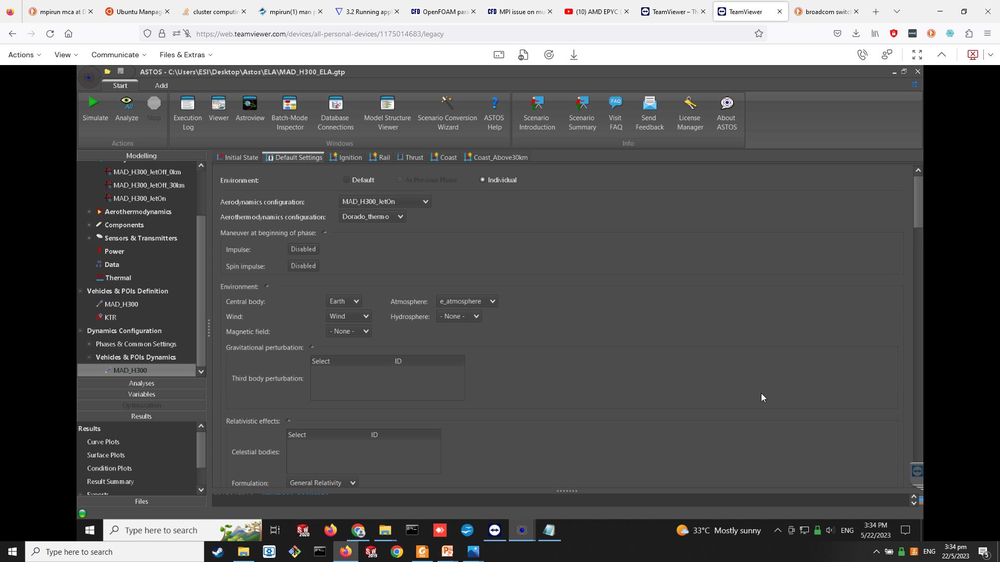 mpirun mca at D
Ubuntu Manpag
cluster computin
mpirun(1) man p
3.2 Running appl
CFD OpenFOAM para
CFD MPI issue on mu
(10) AMD EPYC (
TeamViewer – Th
TeamViewer
broadcom switc
https://web.teamviewer.com/devices/all-personal-devices/1175014683/legacy
Actions
View
Communicate
Files & Extras
ASTOS - C:\Users\ESI\Desktop\Astos\ELA\MAD_H300_ELA.gtp
Start
Add
Simulate
Analyze
Stop
Execution Log
Viewer
Astroview
Batch-Mode Inspector
Database Connections
Model Structure Viewer
Scenario Conversion Wizard
ASTOS Help
Scenario Introduction
Scenario Summary
Visit FAQ
Send Feedback
License Manager
About ASTOS
Actions
Windows
Info
Modelling
MAD_H300_JetOff_0km
MAD_H300_JetOff_30km
MAD_H300_JetOn
Aerothermodynamics
Components
Sensors & Transmitters
Power
Data
Thermal
Vehicles & POIs Definition
MAD_H300
KTR
Dynamics Configuration
Phases & Common Settings
Vehicles & POIs Dynamics
MAD_H300
Analyses
Variables
Optimization
Results
Results
Curve Plots
Surface Plots
Condition Plots
Result Summary
Exports
Files
Initial State
Default Settings
Ignition
Rail
Thrust
Coast
Coast_Above30km
Environment:
Default
As Previous Phase
Individual
Aerodynamics configuration:
MAD_H300_JetOn
Aerothermodynamics configuration:
Dorado_thermo
Maneuver at beginning of phase:
Impulse:
Disabled
Spin impulse:
Disabled
Environment:
Central body:
Earth
Atmosphere:
e_atmosphere
Wind:
Wind
Hydrosphere:
- None -
Magnetic field:
- None -
Gravitational perturbation:
Select
ID
Third body perturbation:
Relativistic effects:
Select
ID
Celestial bodies:
Formulation:
General Relativity
Type here to search
33°C Mostly sunny
ENG
3:34 PM
5/22/2023
Type here to search
ENG
3:34 pm
22/5/2023
5